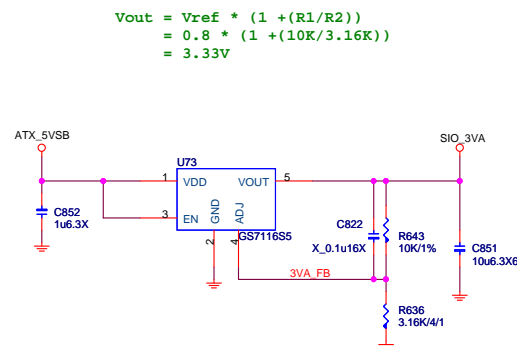 Vout = Vref * (1 +(R1/R2))
= 0.8 * (1 +(10K/3.16K))
= 3.33V
ATX_5VSB
SIO_3VA
U73
1
VDD
VOUT
5
C852
1u6.3X
3
EN
GND
ADJ
2
4
GS7116S5
C822
X_0.1u16X
R643
10K/1%
C851
10u6.3X6
3VA_FB
R636
3.16K/4/1